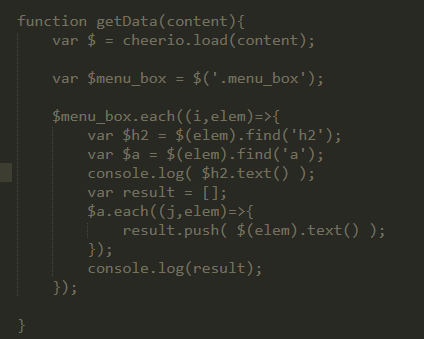 function getData(content){
    var $ = cheerio.load(content);

    var $menu_box = $('.menu_box');

    $menu_box.each((i,elem)=>{
        var $h2 = $(elem).find('h2');
        var $a = $(elem).find('a');
        console.log( $h2.text() );
        var result = [];
        $a.each((j,elem)=>{
            result.push( $(elem).text() );
        });
        console.log(result);
    });

}